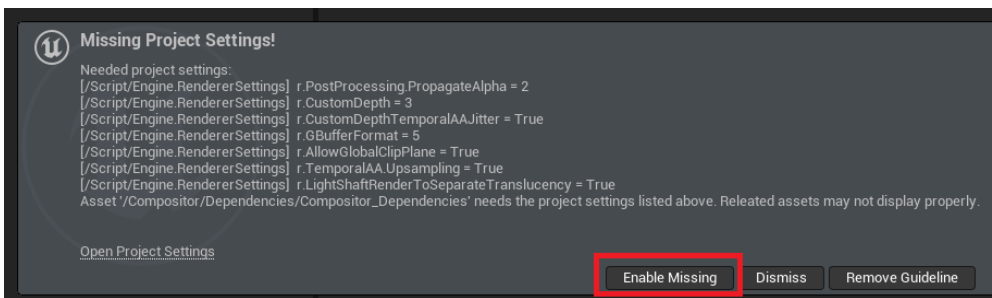 Missing Project Settings!
Needed project settings:
[/Script/Engine.RendererSettings] r.PostProcessing.PropagateAlpha = 2
[/Script/Engine.RendererSettings] r.CustomDepth = 3
[/Script/Engine.RendererSettings] r.CustomDepthTemporalAAJitter = True
[/Script/Engine.RendererSettings] r.GBufferFormat = 5
[/Script/Engine.RendererSettings] r.AllowGlobalClipPlane = True
[/Script/Engine.RendererSettings] r.TemporalAA.Upsampling = True
[/Script/Engine.RendererSettings] r.LightShaftRenderToSeparateTranslucency = True
Asset '/Compositor/Dependencies/Compositor_Dependencies' needs the project settings listed above. Releated assets may not display properly.
Open Project Settings
Enable Missing Dismiss Remove Guideline